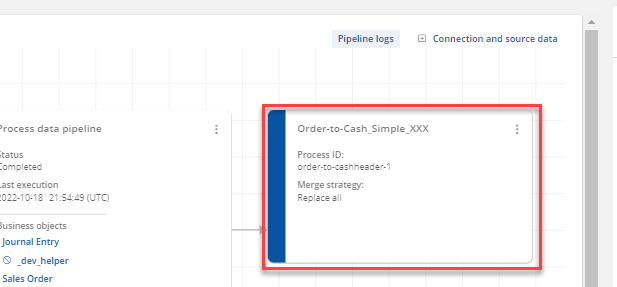 Pipeline logs
Connection and source data
Process data pipeline
Status
Completed
Last execution
2022-10-18 21:54:49 (UTC)
Business objects
Journal Entry
_dev_helper
Sales Order
Order-to-Cash_Simple_XXX
Process ID:
order-to-cashheader-1
Merge strategy:
Replace all